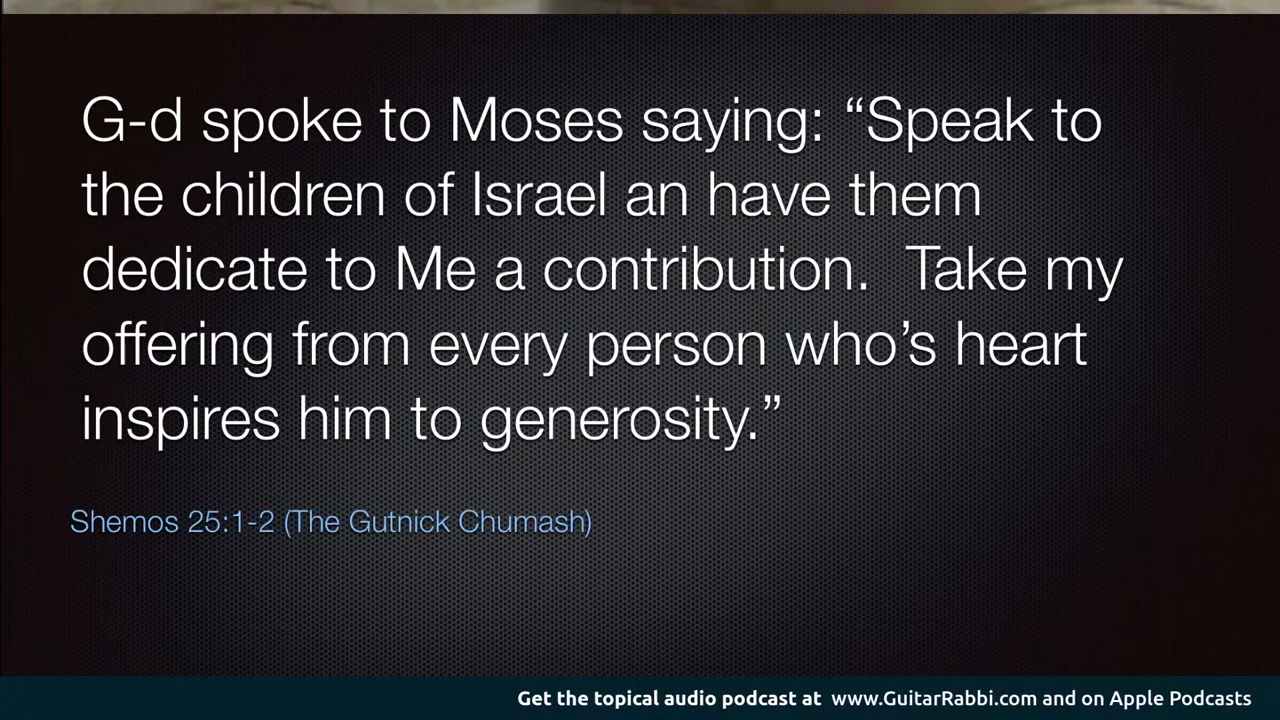 G-d spoke to Moses saying: “Speak to
the children of Israel an have them
dedicate to Me a contribution.  Take my
offering from every person who’s heart
inspires him to generosity.”
Shemos 25:1-2 (The Gutnick Chumash)
Get the topical audio podcast at www.GuitarRabbi.com and on Apple Podcasts